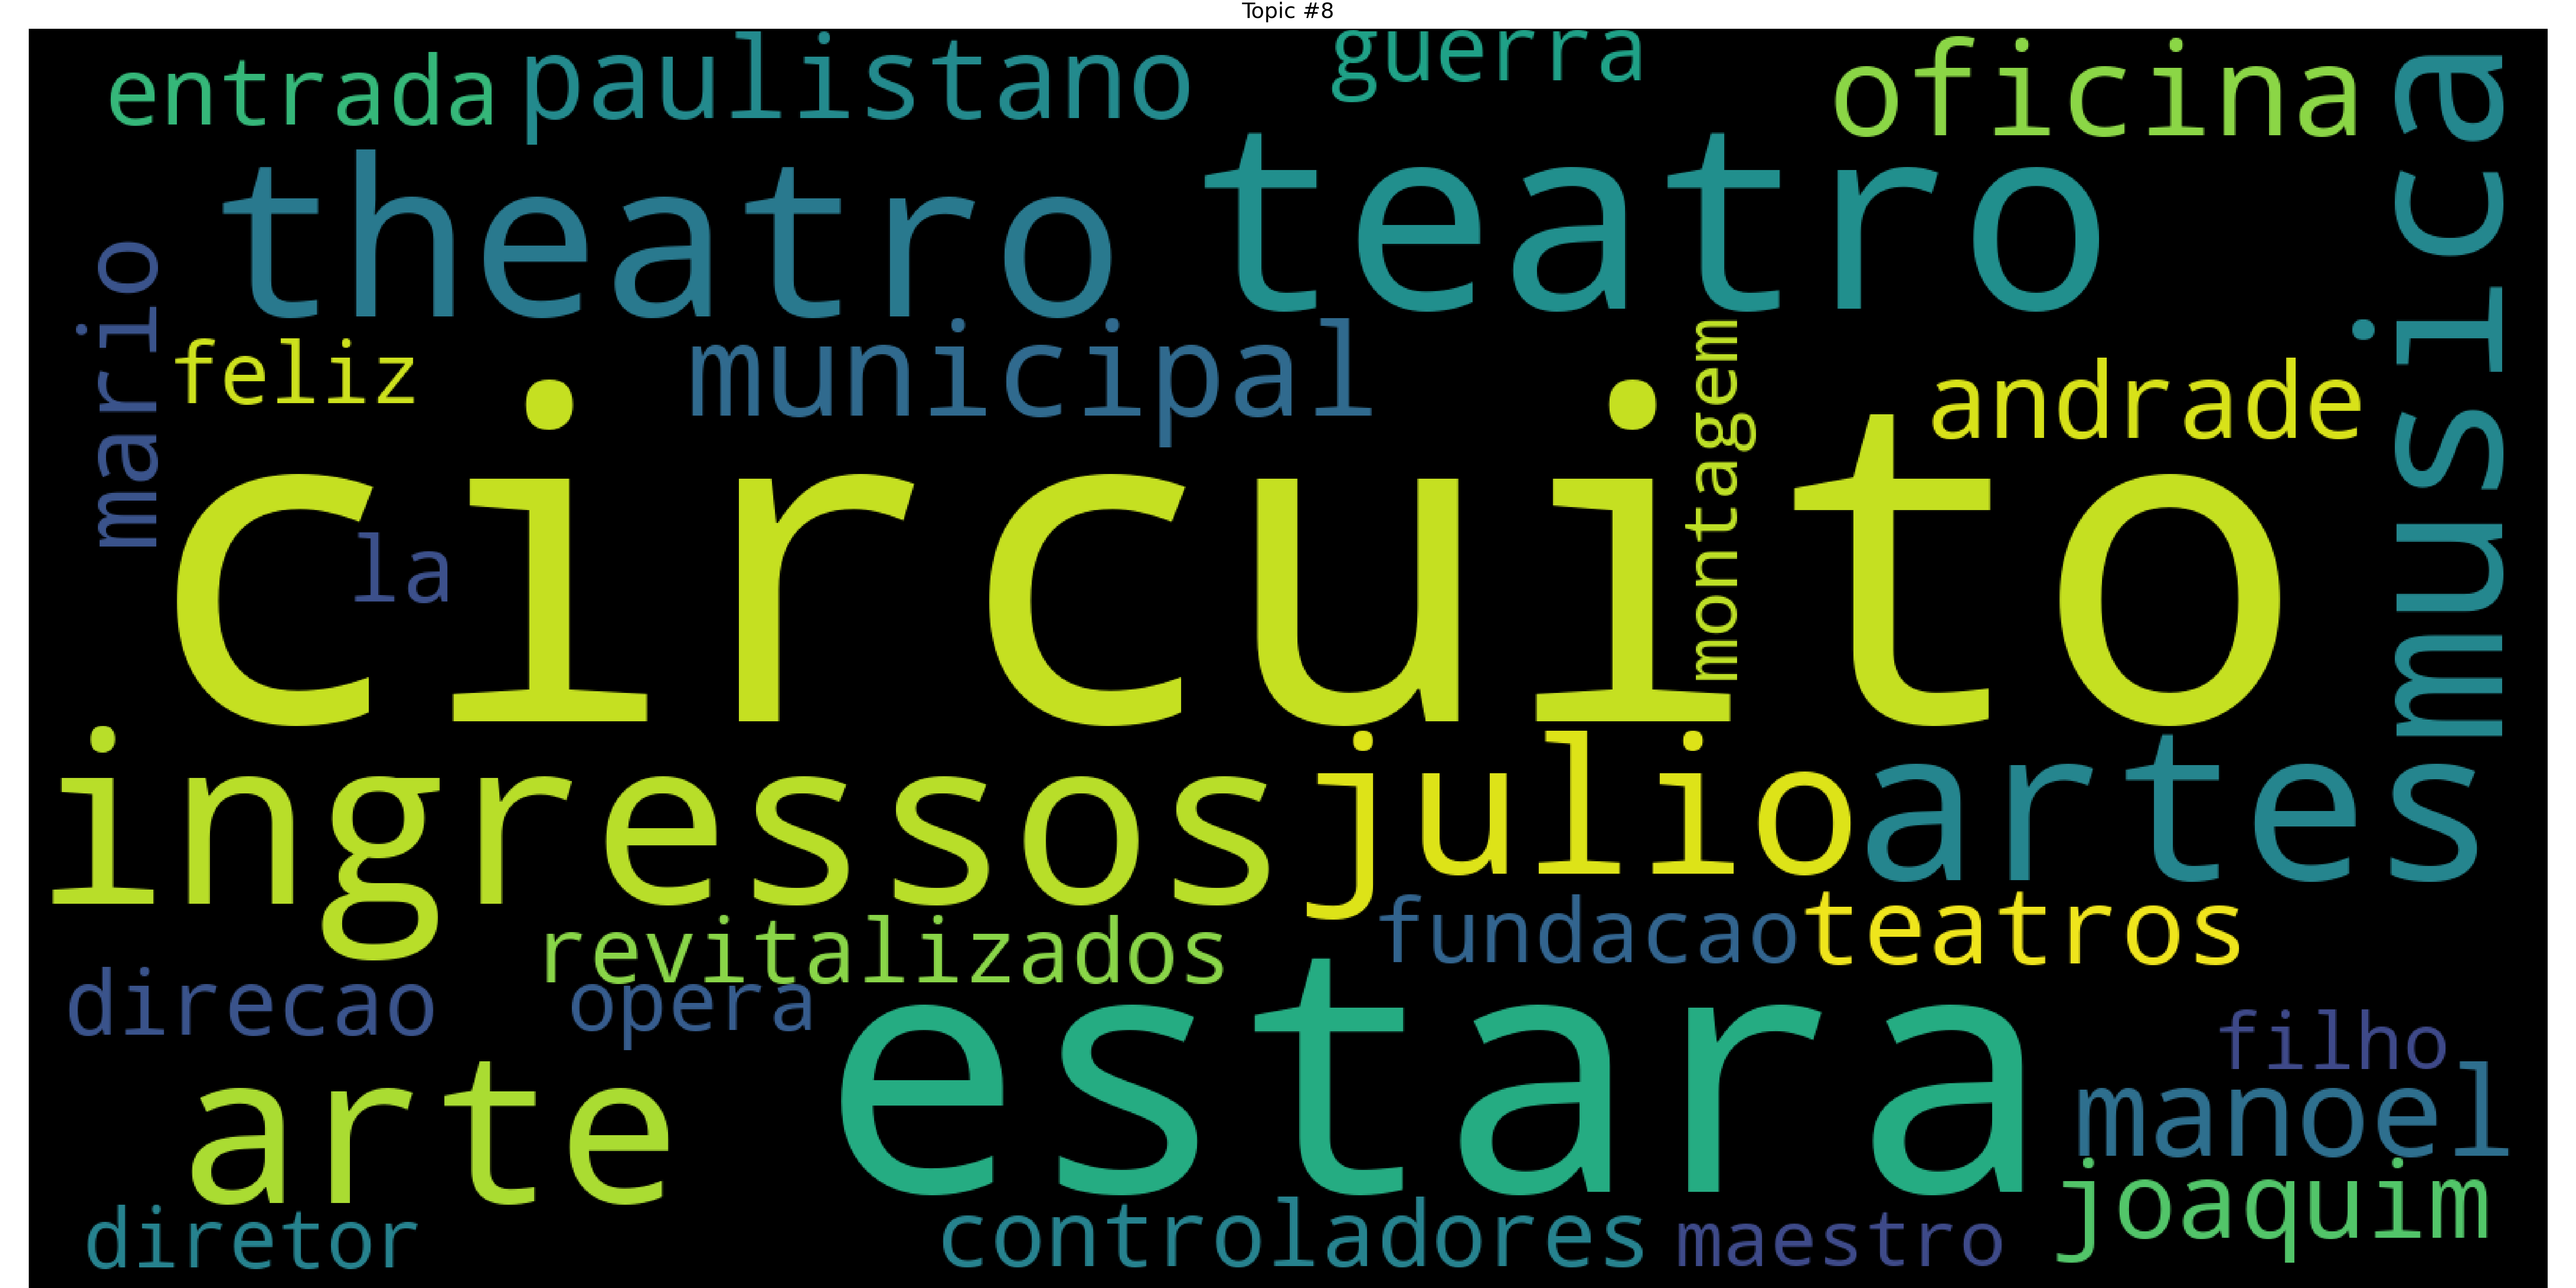 Topic #8
entrada paulistano guerra oficina
theatro teatro musica
mario feliz municipal montagem andrade
la circuito
ingressos julio artes
revitalizados fundacao teatros
direcao opera estara filho
arte manoel
diretor controladores maestro joaquim